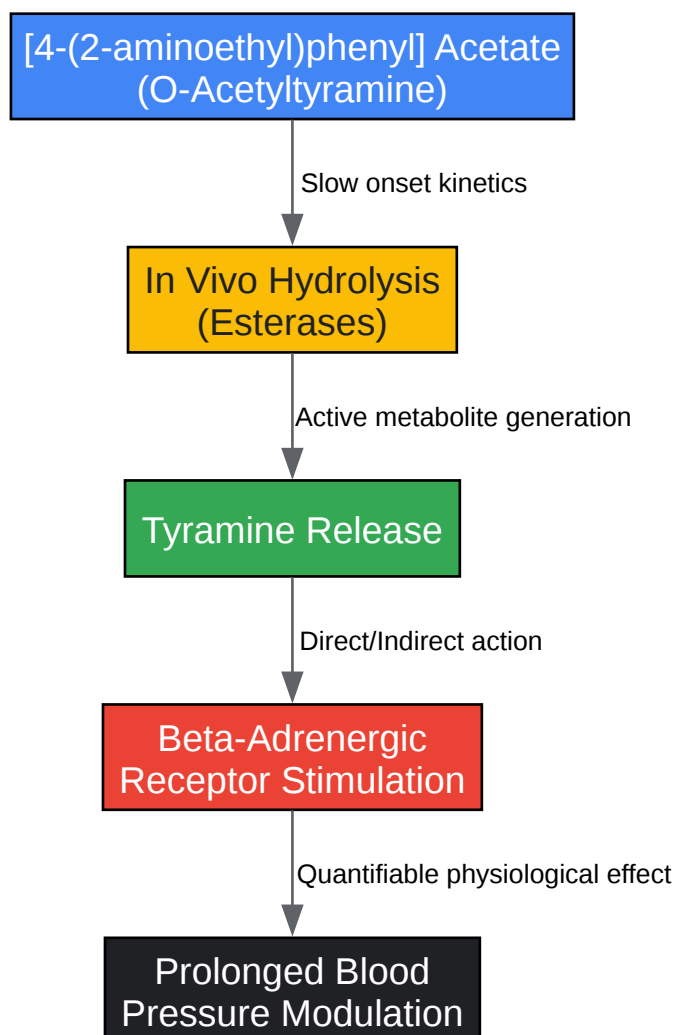 [4-(2-aminoethyl)phenyl] Acetate
(O-Acetyltyramine)
Slow onset kinetics
In Vivo Hydrolysis
(Esterases)
Active metabolite generation
Tyramine Release
Direct/Indirect action
Beta-Adrenergic
Receptor Stimulation
Quantifiable physiological effect
Prolonged Blood
Pressure Modulation